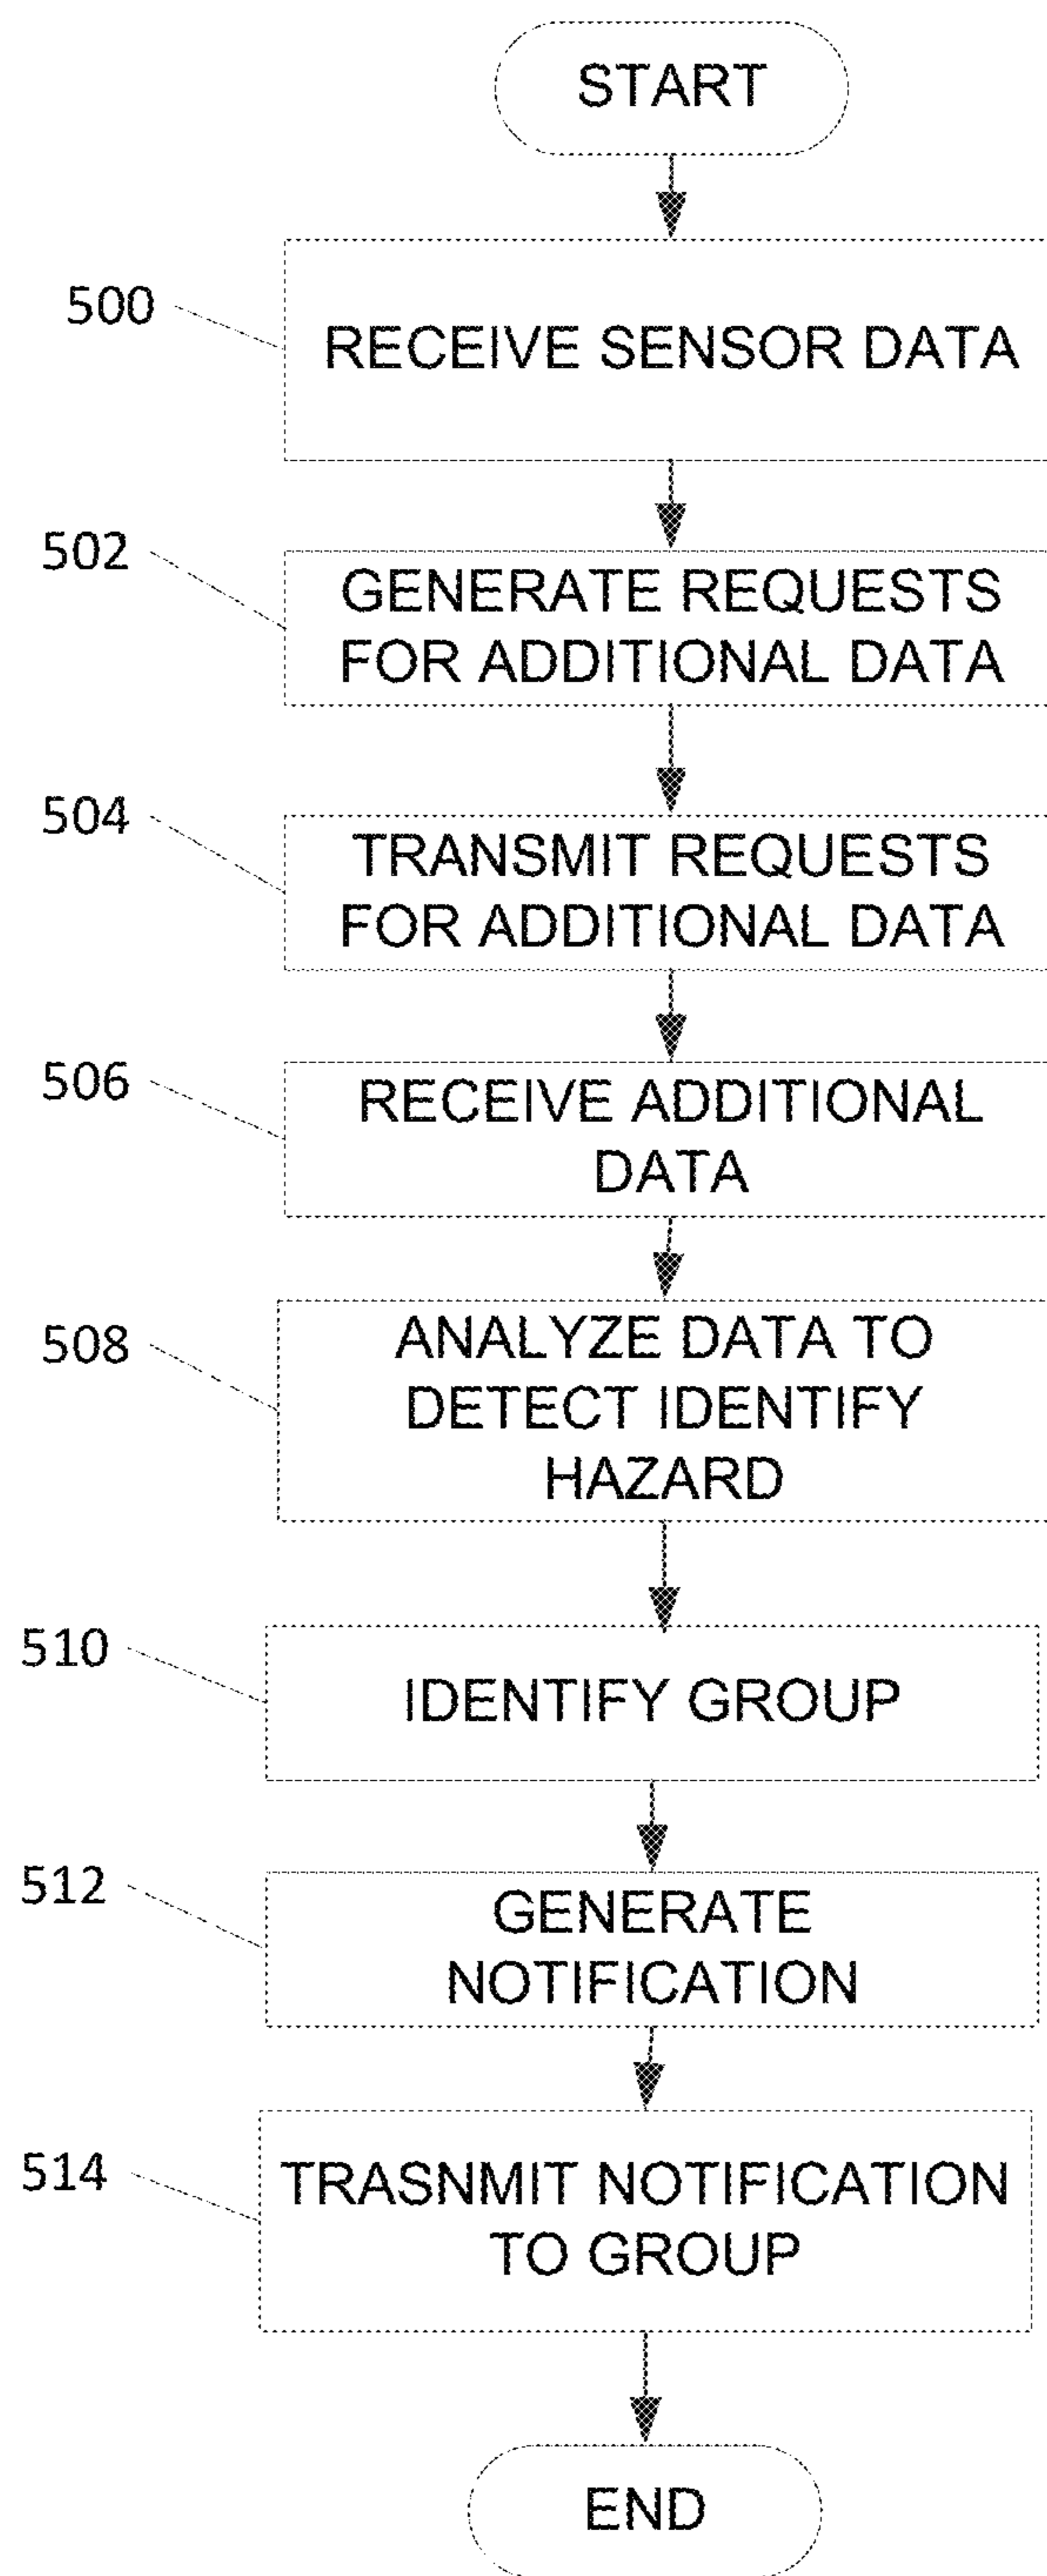 START
500
RECEIVE SENSOR DATA
502
GENERATE REQUESTS
FOR ADDITIONAL DATA
504
TRANSMIT REQUESTS
FOR ADDITIONAL DATA
506
RECEIVE ADDITIONAL
DATA
508
ANALYZE DATA TO
DETECT IDENTIFY
HAZARD
510
IDENTIFY GROUP
512
GENERATE
NOTIFICATION
514
TRASNMIT NOTIFICATION
TO GROUP
END